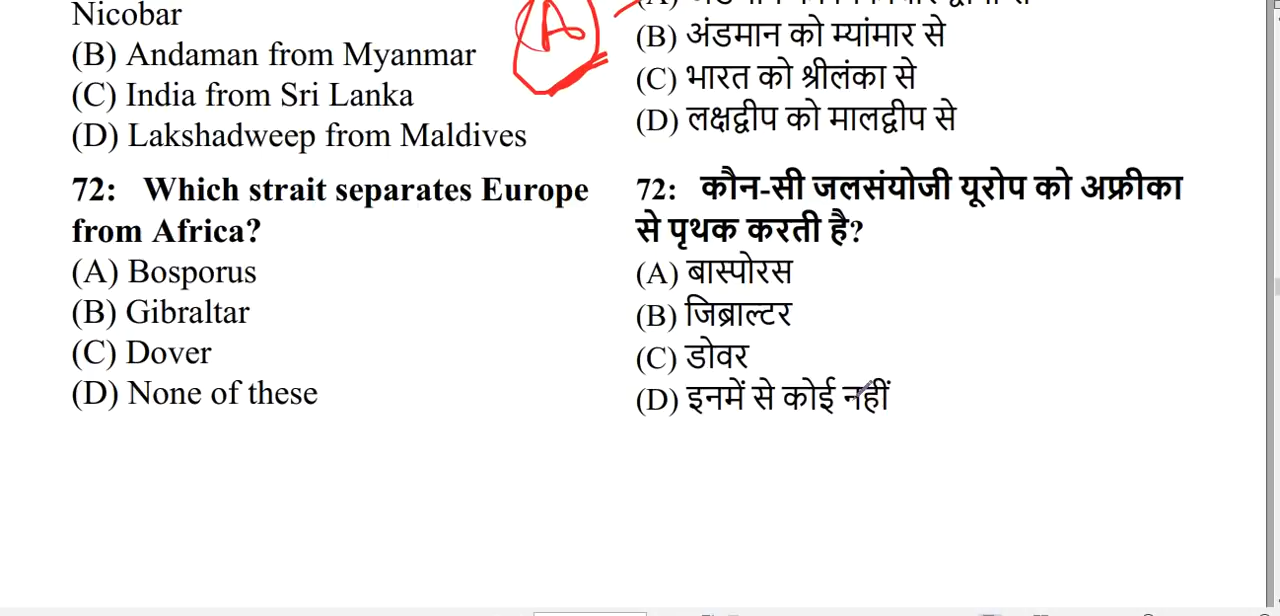 Nicobar
(B) Andaman from Myanmar
(C) India from Sri Lanka
(D) Lakshadweep from Maldives
72: Which strait separates Europe
from Africa?
(A) Bosporus
(B) Gibraltar
(C) Dover
(D) None of these
(A)
(B) अंडमान को म्यांमार से
(C) भारत को श्रीलंका से
(D) लक्षद्वीप को मालद्वीप से
72: कौन-सी जलसंयोजी यूरोप को अफ्रीका
से पृथक करती है?
(A) बास्पोरस
(B) जिब्राल्टर
(C) डोवर
(D) इनमें से कोई नहीं